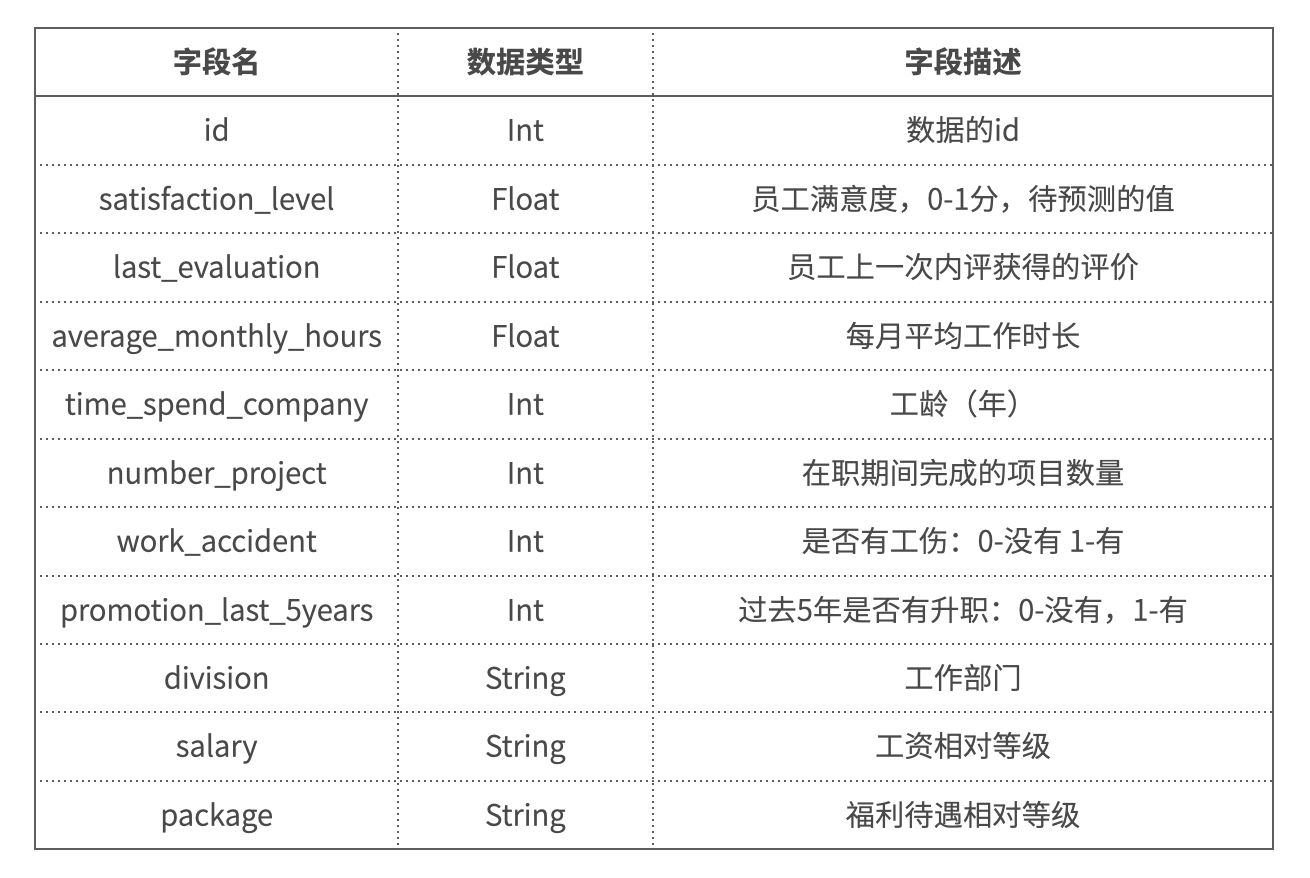 字段名 数据类型 字段描述
id Int 数据的id
satisfaction_level Float 员工满意度，0-1分，待预测的值
last_evaluation Float 员工上一次内评获得的评价
average_monthly_hours Float 每月平均工作时长
time_spend_company Int 工龄（年）
number_project Int 在职期间完成的项目数量
work_accident Int 是否有工伤：0-没有 1-有
promotion_last_5years Int 过去5年是否有升职：0-没有，1-有
division String 工作部门
salary String 工资相对等级
package String 福利待遇相对等级